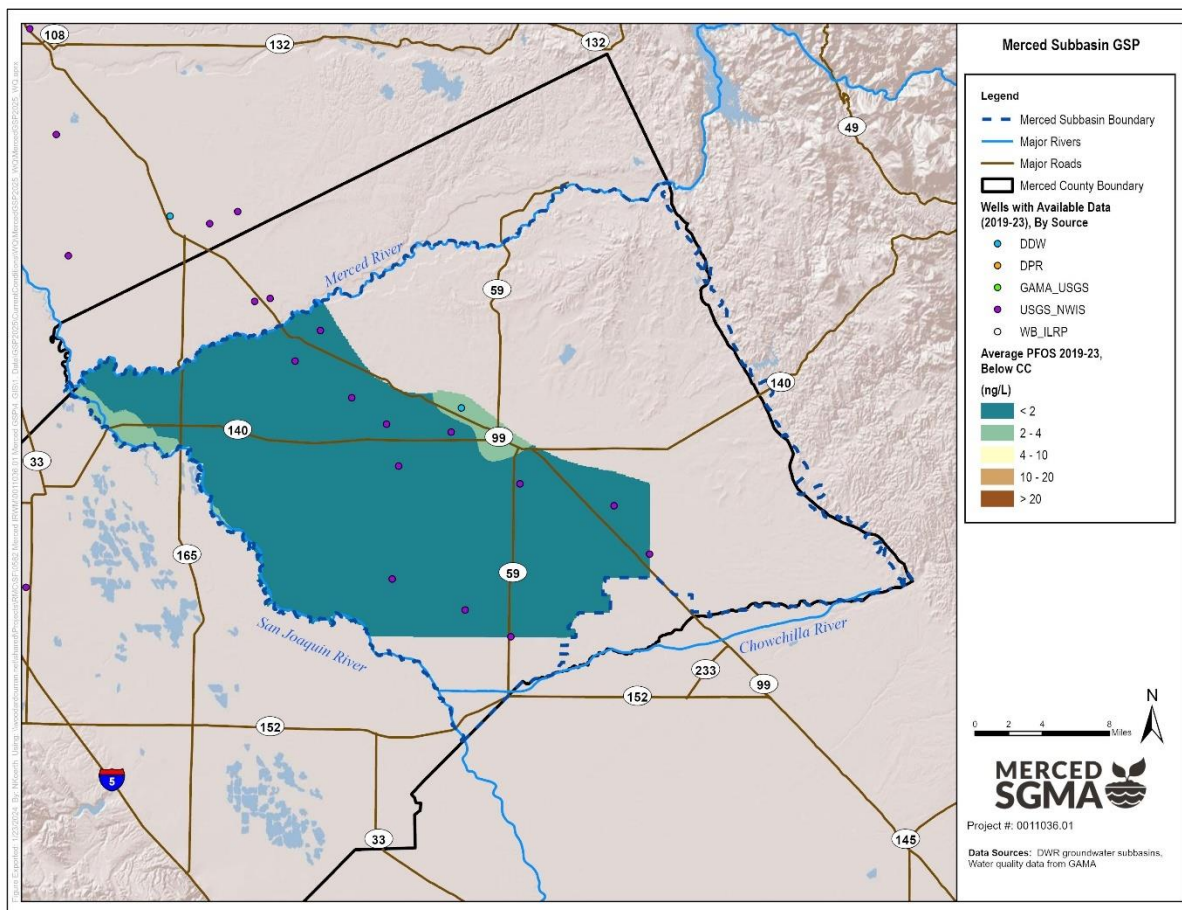 108
132
132
49
Merced River
59
140
140
99
33
165
59
San Joaquin River
Chowchilla River
233
152
99
152
5
33
145
Merced Subbasin GSP
Legend
Merced Subbasin Boundary
Major Rivers
Major Roads
Merced County Boundary
Wells with Available Data
(2019-23), By Source
DDW
DPR
GAMA_USGS
USGS_NWIS
WB_ILRP
Average PFOS 2019-23,
Below CC
(ng/L)
< 2
2 - 4
4 - 10
10 - 20
> 20
N
0 2 4 8
Miles
MERCED
SGMA
Project #: 0011036.01
Data Sources: DWR groundwater subbasins,
Water quality data from GAMA